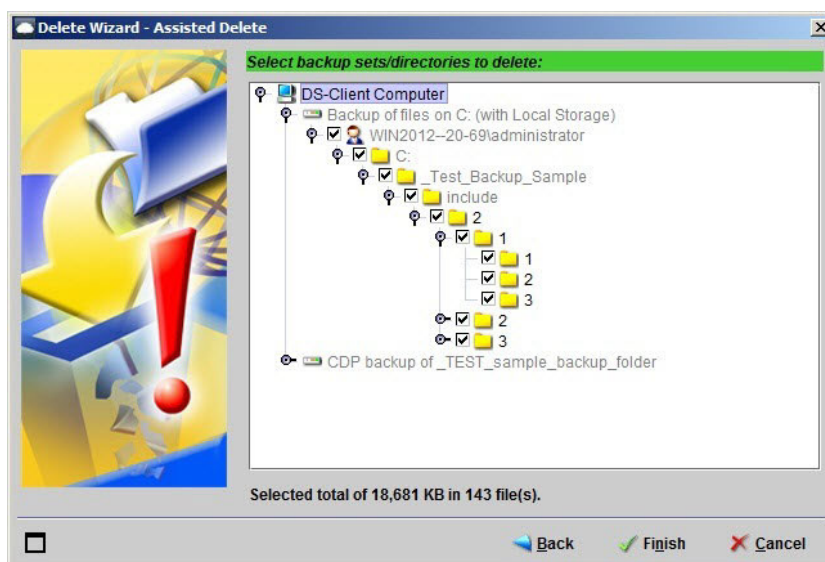 Delete Wizard - Assisted Delete
Select backup sets/directories to delete:
DS-Client Computer
Backup of files on C: (with Local Storage)
WIN2012--20-69\administrator
C:
_Test_Backup_Sample
include
2
1
1
2
3
2
3
CDP backup of _TEST_sample_backup_folder
Selected total of 18,681 KB in 143 file(s).
Back Finish Cancel